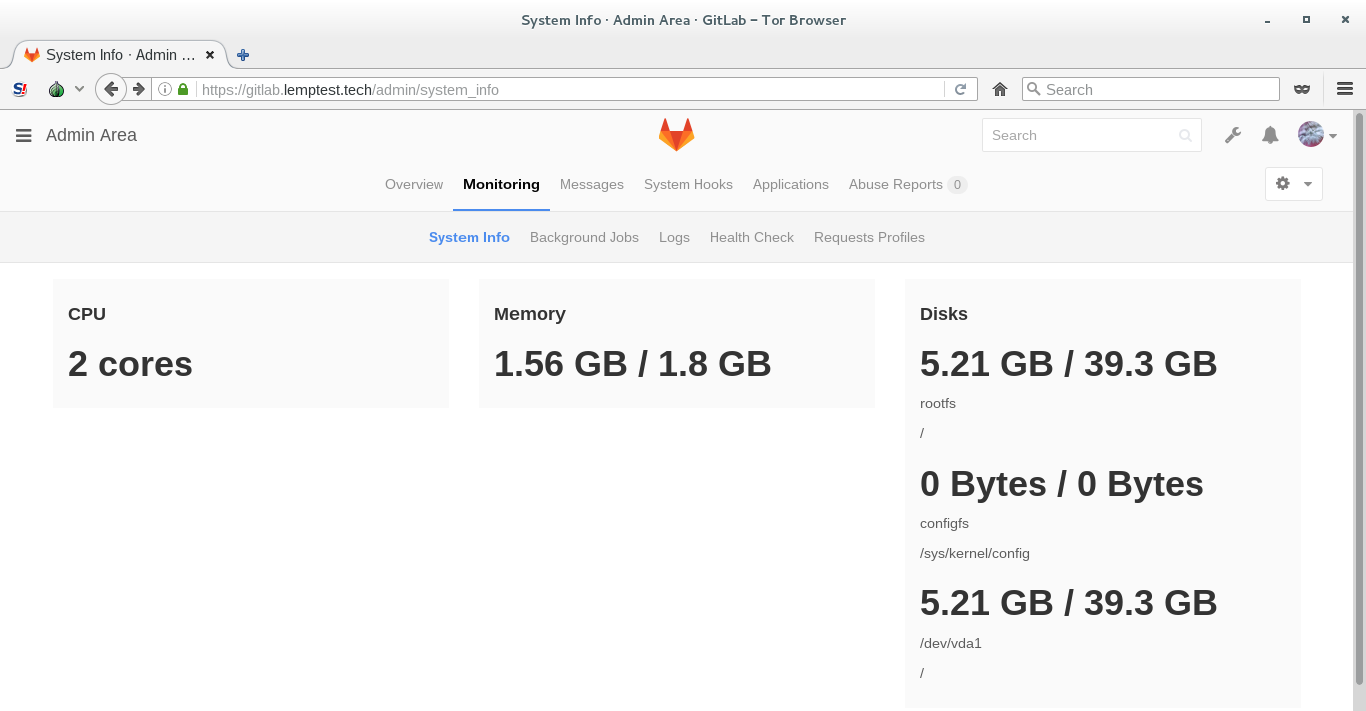 System Info · Admin Area · GitLab – Tor Browser
System Info · Admin ...
https://gitlab.lemptest.tech/admin/system_info
Search
Admin Area
Search
Overview Monitoring Messages System Hooks Applications Abuse Reports 0
System Info Background Jobs Logs Health Check Requests Profiles
CPU
2 cores
Memory
1.56 GB / 1.8 GB
Disks
5.21 GB / 39.3 GB
rootfs
/
0 Bytes / 0 Bytes
configfs
/sys/kernel/config
5.21 GB / 39.3 GB
/dev/vda1
/